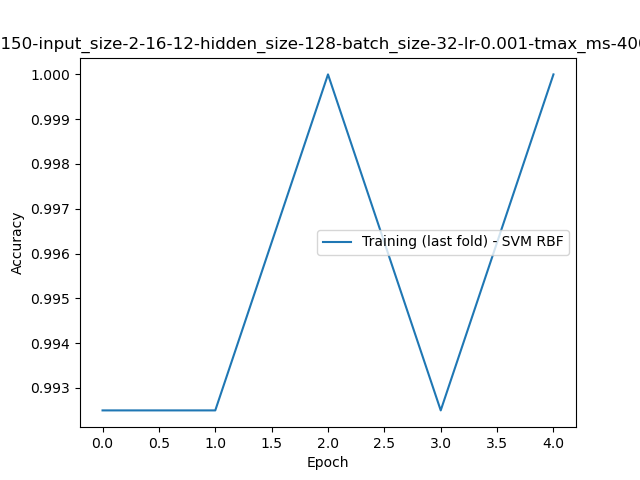 150-input_size-2-16-12-hidden_size-128-batch_size-32-lr-0.001-tmax_ms-400
1.000
0.999
0.998
0.997
0.996
0.995
0.994
0.993
Accuracy
Training (last fold) - SVM RBF
0.0 0.5 1.0 1.5 2.0 2.5 3.0 3.5 4.0
Epoch